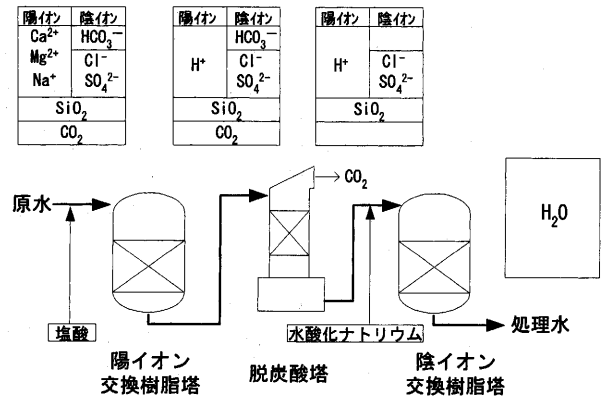 陽イオン 陰イオン
Ca²⁺ HCO₃⁻
Mg²⁺ Cl⁻
Na⁺ SO₄²⁻
SiO₂
CO₂
陽イオン 陰イオン
HCO₃⁻
H⁺ Cl⁻
SO₄²⁻
SiO₂
CO₂
陽イオン 陰イオン
H⁺ Cl⁻
SO₄²⁻
SiO₂
H₂O
原水
CO₂
塩酸
水酸化ナトリウム
処理水
陽イオン
交換樹脂塔
脱炭酸塔
陰イオン
交換樹脂塔